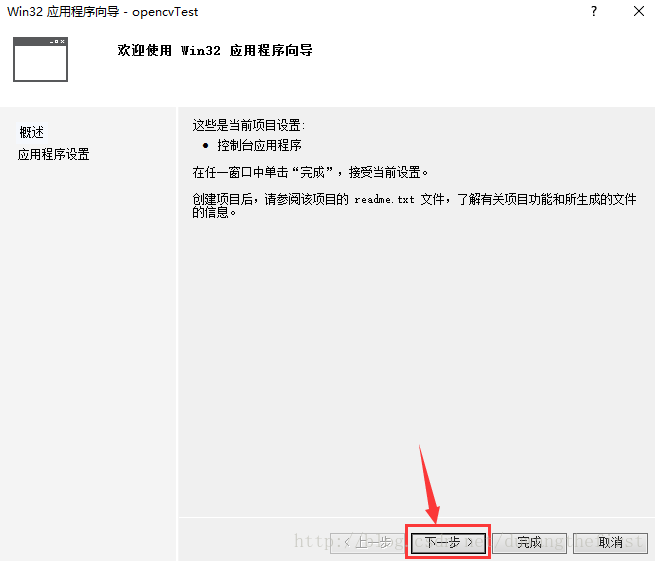 Win32 应用程序向导 - opencvTest
欢迎使用 Win32 应用程序向导
概述
应用程序设置
这些是当前项目设置:
• 控制台应用程序
在任一窗口中单击“完成”，接受当前设置。
创建项目后，请参阅该项目的 readme.txt 文件，了解有关项目功能和所生成的文件
的信息。
< 上一步
下一步 >
完成
取消